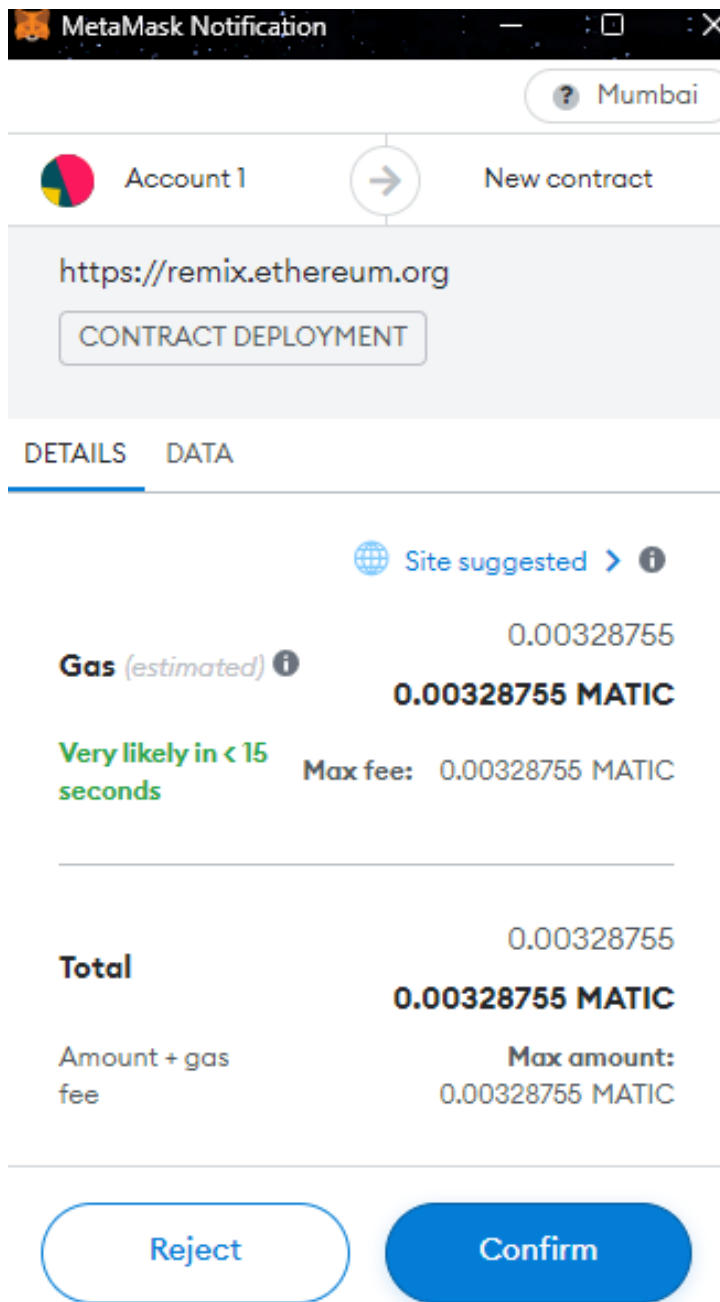 MetaMask Notification
Mumbai
Account 1
New contract
https://remix.ethereum.org
CONTRACT DEPLOYMENT
DETAILS DATA
Site suggested
0.00328755
Gas (estimated)
0.00328755 MATIC
Very likely in < 15
seconds
Max fee: 0.00328755 MATIC
0.00328755
Total
0.00328755 MATIC
Amount + gas
fee
Max amount:
0.00328755 MATIC
Reject
Confirm